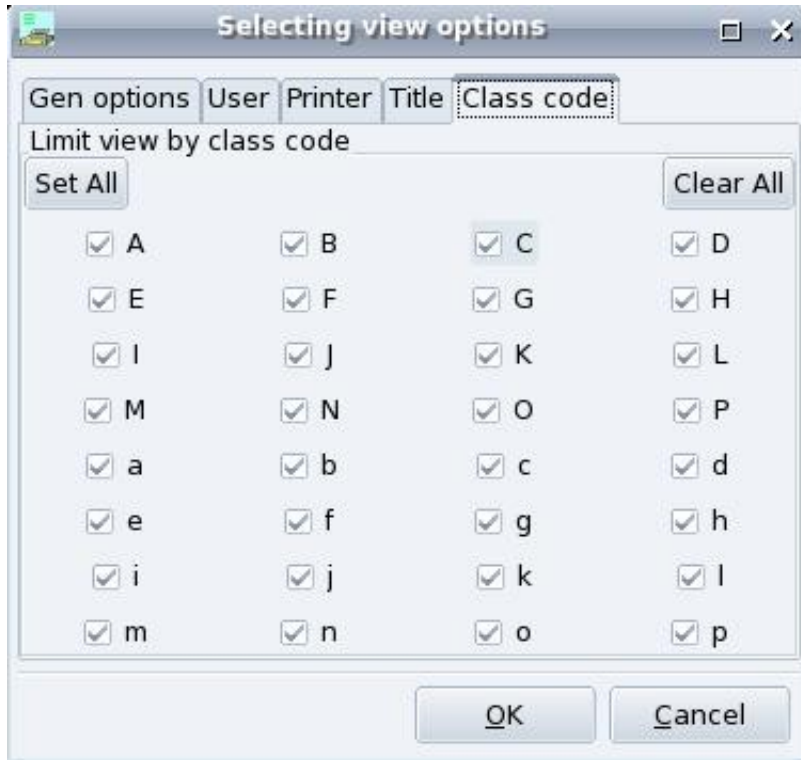 Selecting view options
Gen options User Printer Title Class code
Limit view by class code
Set All Clear All
A B C D
E F G H
I J K L
M N O P
a b c d
e f g h
i j k l
m n o p
OK Cancel